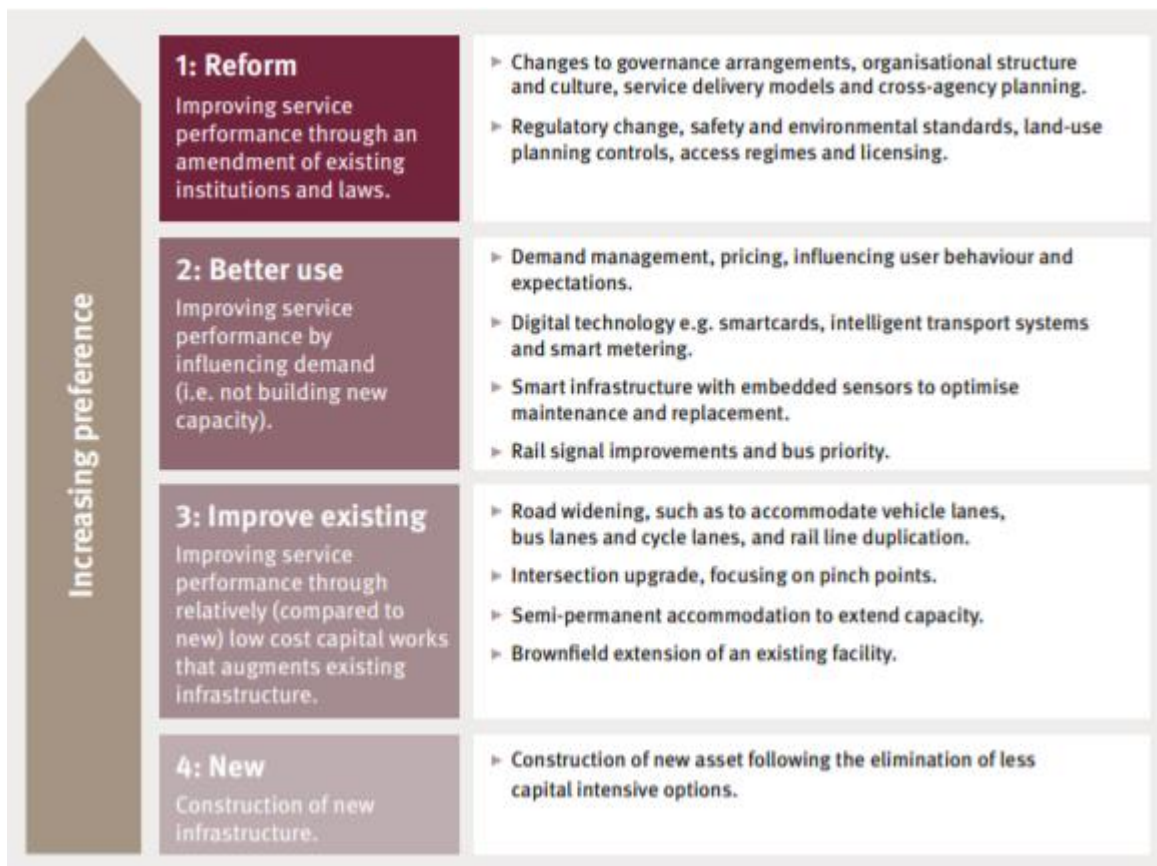 Increasing preference
1: Reform
Improving service
performance through an
amendment of existing
institutions and laws.
▶ Changes to governance arrangements, organisational structure
and culture, service delivery models and cross-agency planning.
▶ Regulatory change, safety and environmental standards, land-use
planning controls, access regimes and licensing.
2: Better use
Improving service
performance by
influencing demand
(i.e. not building new
capacity).
▶ Demand management, pricing, influencing user behaviour and
expectations.
▶ Digital technology e.g. smartcards, intelligent transport systems
and smart metering.
▶ Smart infrastructure with embedded sensors to optimise
maintenance and replacement.
▶ Rail signal improvements and bus priority.
3: Improve existing
Improving service
performance through
relatively (compared to
new) low cost capital works
that augments existing
infrastructure.
▶ Road widening, such as to accommodate vehicle lanes,
bus lanes and cycle lanes, and rail line duplication.
▶ Intersection upgrade, focusing on pinch points.
▶ Semi-permanent accommodation to extend capacity.
▶ Brownfield extension of an existing facility.
4: New
Construction of new
infrastructure.
▶ Construction of new asset following the elimination of less
capital intensive options.